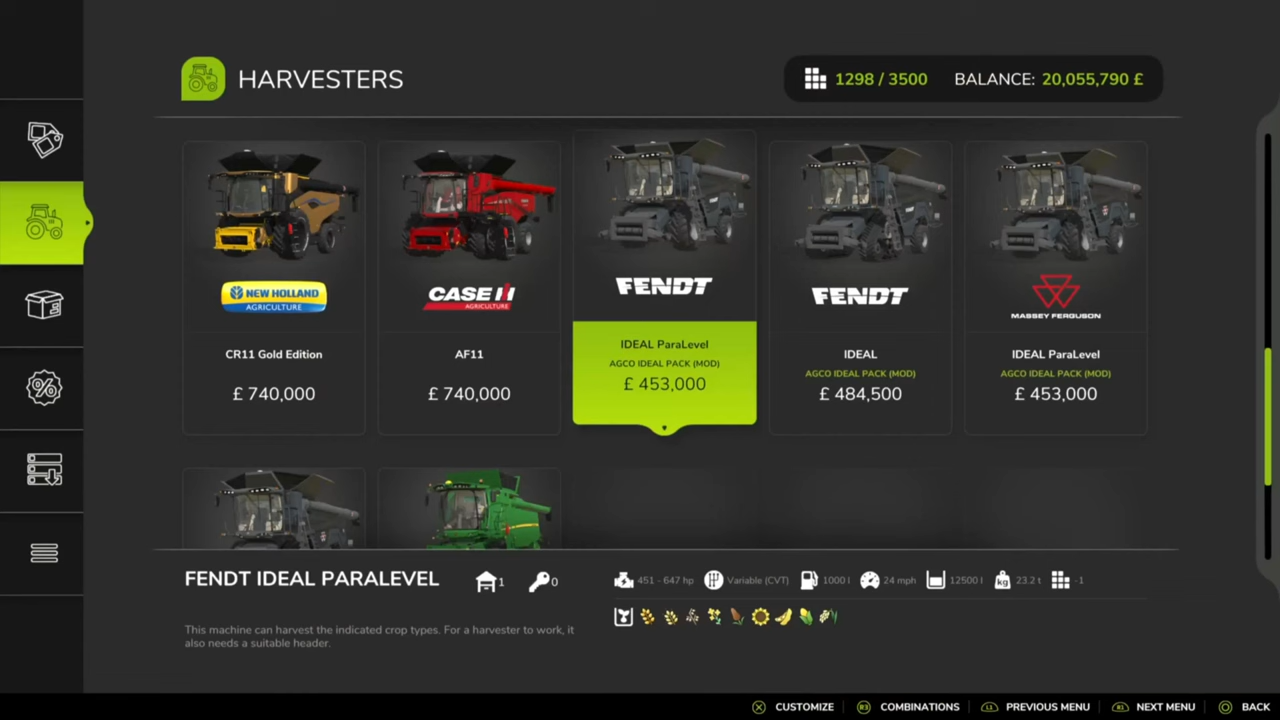 HARVESTERS
1298 / 3500
BALANCE: 20,055,790 £
NEW HOLLAND
AGRICULTURE
CR11 Gold Edition
£ 740,000
CASE IH
AGRICULTURE
AF11
£ 740,000
FENDT
IDEAL ParaLevel
AGCO IDEAL PACK (MOD)
£ 453,000
FENDT
IDEAL
AGCO IDEAL PACK (MOD)
£ 484,500
MASSEY FERGUSON
IDEAL ParaLevel
AGCO IDEAL PACK (MOD)
£ 453,000
FENDT IDEAL PARALEVEL
1
0
451 - 647 hp
Variable (CVT)
1000 l
24 mph
12500 l
kg
23.2 t
-1
This machine can harvest the indicated crop types. For a harvester to work, it
also needs a suitable header.
CUSTOMIZE
R3 COMBINATIONS
L1 PREVIOUS MENU
R1 NEXT MENU
BACK